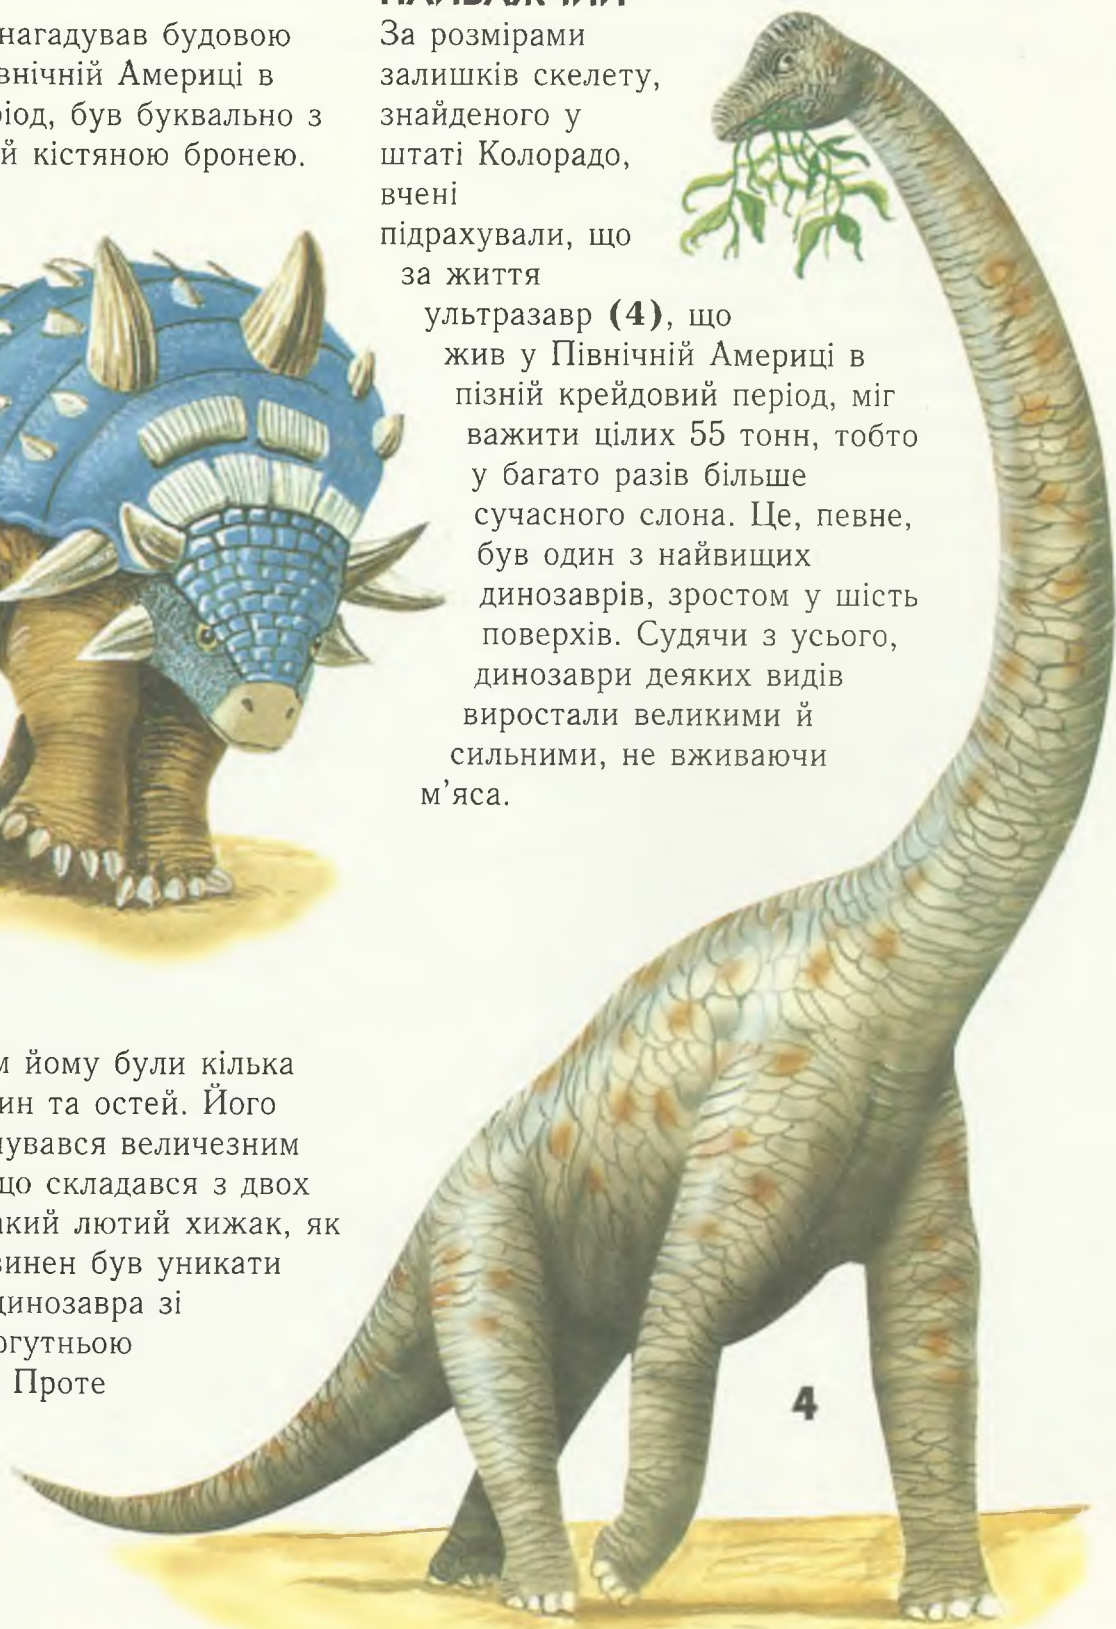 нагадував будовою
внічній Америці в
ріод, був буквально з
й кістяною бронею.
НАЙВАЖЧИЙ
За розмірами
залишків скелету,
знайденого у
штаті Колорадо,
вчені
підрахували, що
за життя
ультразавр (4), що
жив у Північній Америці в
пізній крейдовий період, міг
важити цілих 55 тонн, тобто
у багато разів більше
сучасного слона. Це, певне,
був один з найвищих
динозаврів, зростом у шість
поверхів. Судячи з усього,
динозаври деяких видів
виростали великими й
сильними, не вживаючи
м’яса.
м йому були кілька
ин та остей. Його
нувався величезним
що складався з двох
акий лютий хижак, як
винен був уникати
динозавра зі
огутньою
Проте
4